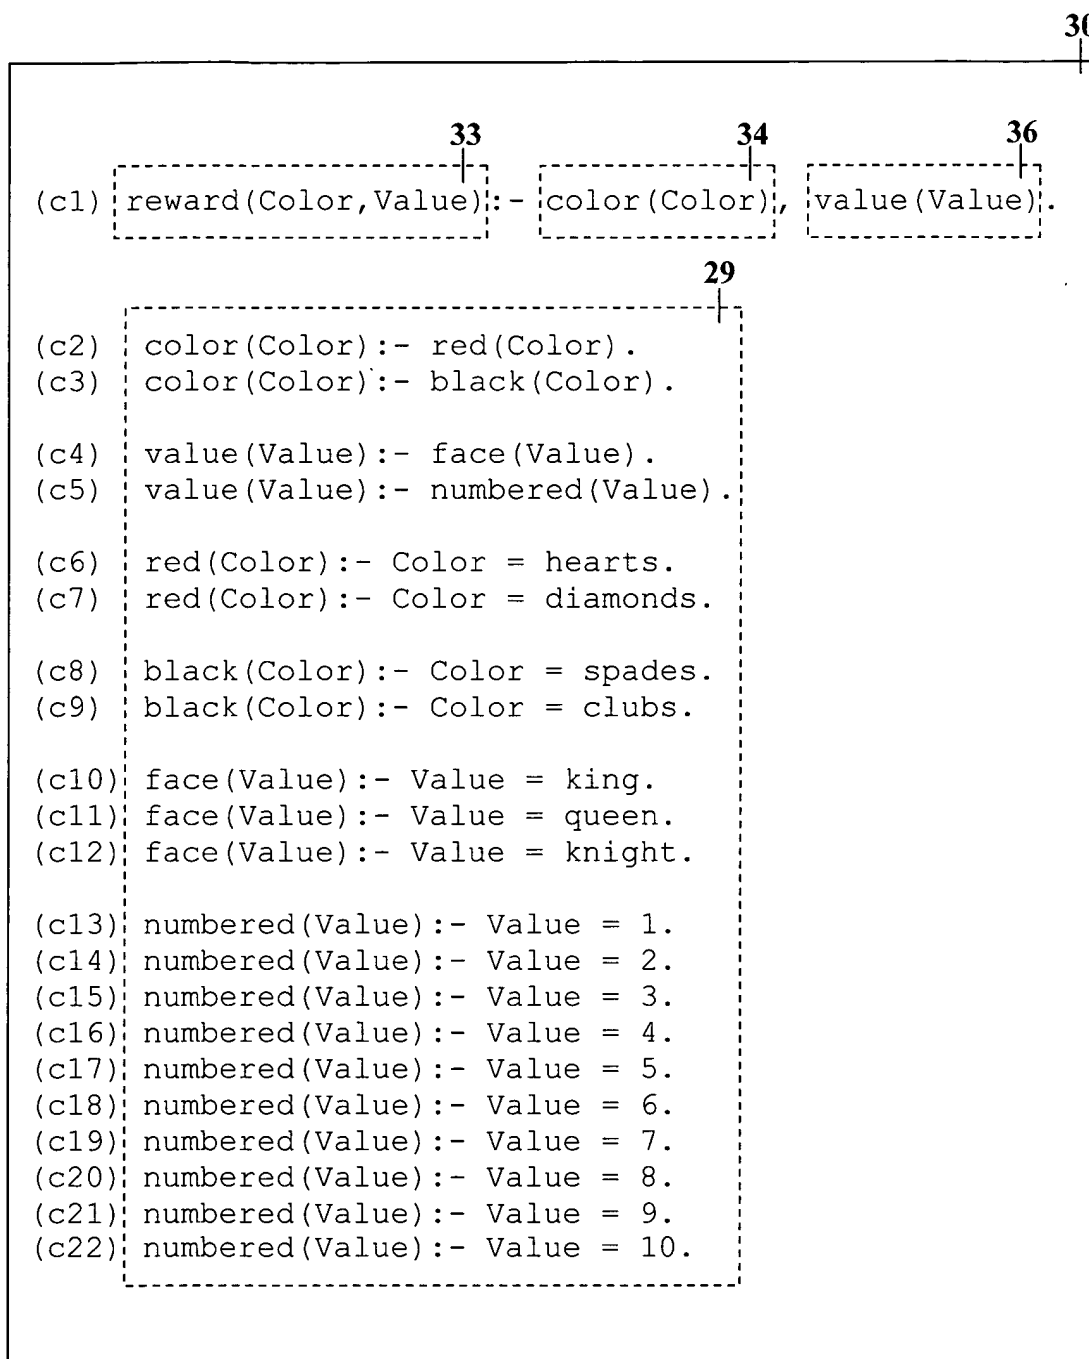 30
33 34 36
(c1) reward(Color,Value):- color(Color), value(Value).
29
(c2) color(Color):- red(Color).
(c3) color(Color):- black(Color).
(c4) value(Value):- face(Value).
(c5) value(Value):- numbered(Value).
(c6) red(Color):- Color = hearts.
(c7) red(Color):- Color = diamonds.
(c8) black(Color):- Color = spades.
(c9) black(Color):- Color = clubs.
(c10) face(Value):- Value = king.
(c11) face(Value):- Value = queen.
(c12) face(Value):- Value = knight.
(c13) numbered(Value):- Value = 1.
(c14) numbered(Value):- Value = 2.
(c15) numbered(Value):- Value = 3.
(c16) numbered(Value):- Value = 4.
(c17) numbered(Value):- Value = 5.
(c18) numbered(Value):- Value = 6.
(c19) numbered(Value):- Value = 7.
(c20) numbered(Value):- Value = 8.
(c21) numbered(Value):- Value = 9.
(c22) numbered(Value):- Value = 10.